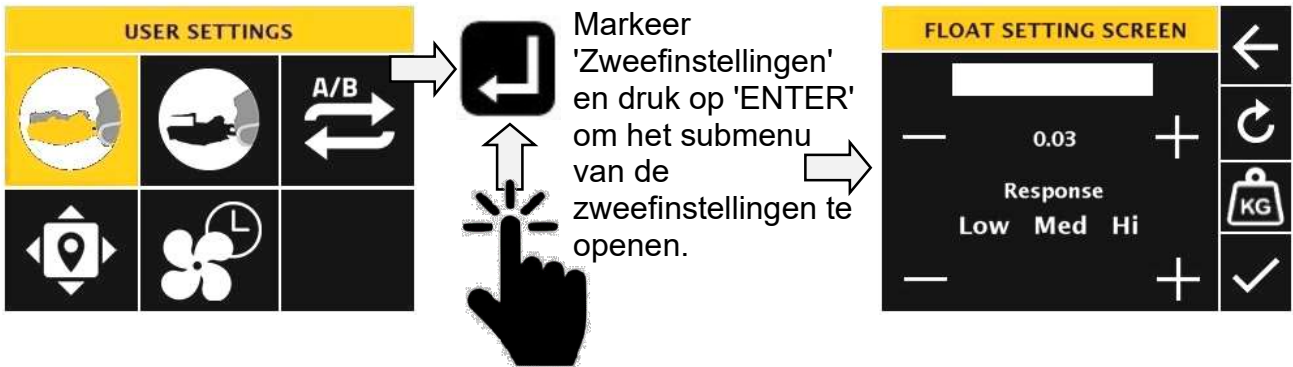 USER SETTINGS
A/B
Markeer
'Zweefinstellingen'
en druk op 'ENTER'
om het submenu
van de
zweefinstellingen te
openen.
FLOAT SETTING SCREEN
0.03
Response
Low Med Hi
KG